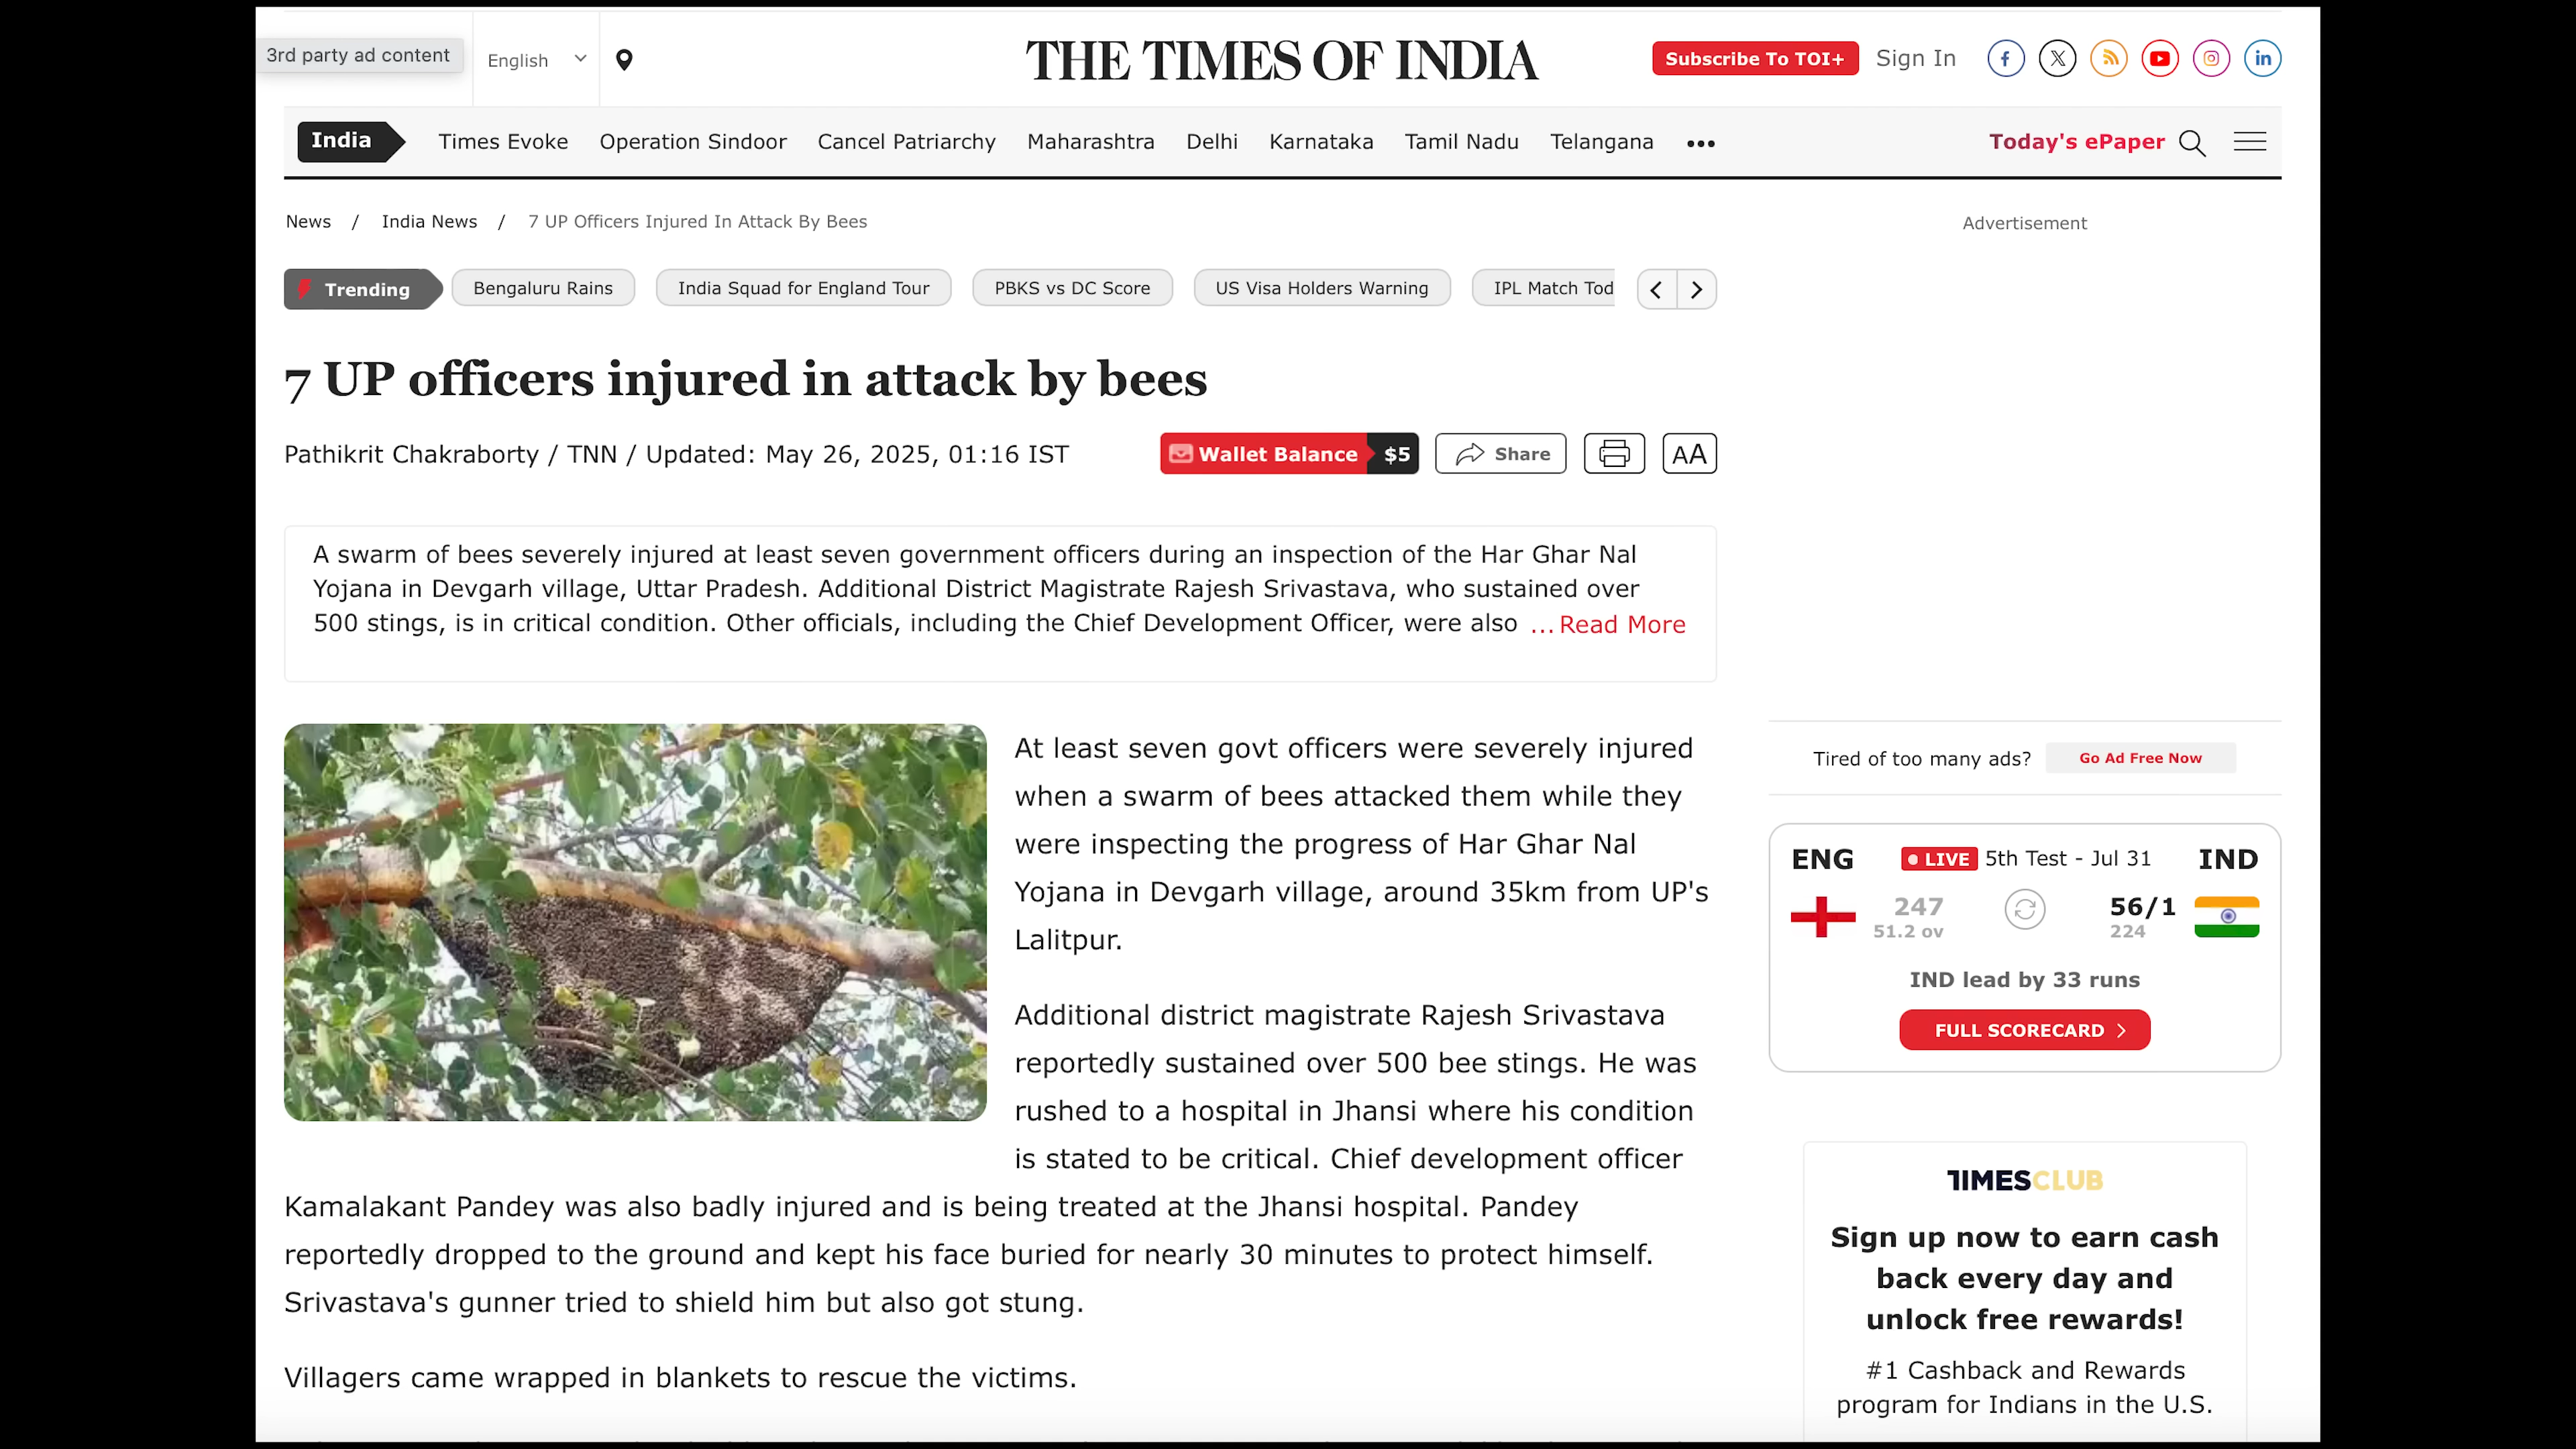 3rd party ad content
English
THE TIMES OF INDIA
Subscribe To TOI+
Sign In
India
Times Evoke
Operation Sindoor
Cancel Patriarchy
Maharashtra
Delhi
Karnataka
Tamil Nadu
Telangana
Today's ePaper
News / India News / 7 UP Officers Injured In Attack By Bees
Advertisement
Trending
Bengaluru Rains
India Squad for England Tour
PBKS vs DC Score
US Visa Holders Warning
IPL Match Tod
7 UP officers injured in attack by bees
Pathikrit Chakraborty / TNN / Updated: May 26, 2025, 01:16 IST
Wallet Balance $5
Share
AA
A swarm of bees severely injured at least seven government officers during an inspection of the Har Ghar Nal
Yojana in Devgarh village, Uttar Pradesh. Additional District Magistrate Rajesh Srivastava, who sustained over
500 stings, is in critical condition. Other officials, including the Chief Development Officer, were also ... Read More
At least seven govt officers were severely injured
when a swarm of bees attacked them while they
were inspecting the progress of Har Ghar Nal
Yojana in Devgarh village, around 35km from UP's
Lalitpur.
Additional district magistrate Rajesh Srivastava
reportedly sustained over 500 bee stings. He was
rushed to a hospital in Jhansi where his condition
is stated to be critical. Chief development officer
Kamalakant Pandey was also badly injured and is being treated at the Jhansi hospital. Pandey
reportedly dropped to the ground and kept his face buried for nearly 30 minutes to protect himself.
Srivastava's gunner tried to shield him but also got stung.
Villagers came wrapped in blankets to rescue the victims.
Tired of too many ads?
Go Ad Free Now
ENG
LIVE 5th Test - Jul 31
IND
247
51.2 ov
56/1
224
IND lead by 33 runs
FULL SCORECARD
TIMESCLUB
Sign up now to earn cash
back every day and
unlock free rewards!
#1 Cashback and Rewards
program for Indians in the U.S.